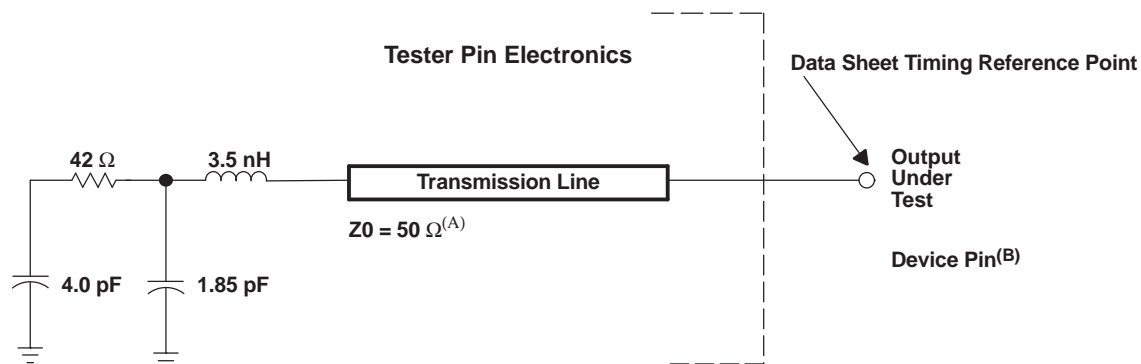 Tester Pin Electronics
Data Sheet Timing Reference Point
42 Ω
3.5 nH
Transmission Line
Output
Under
Test
Z0 = 50 Ω(A)
Device Pin(B)
4.0 pF
1.85 pF